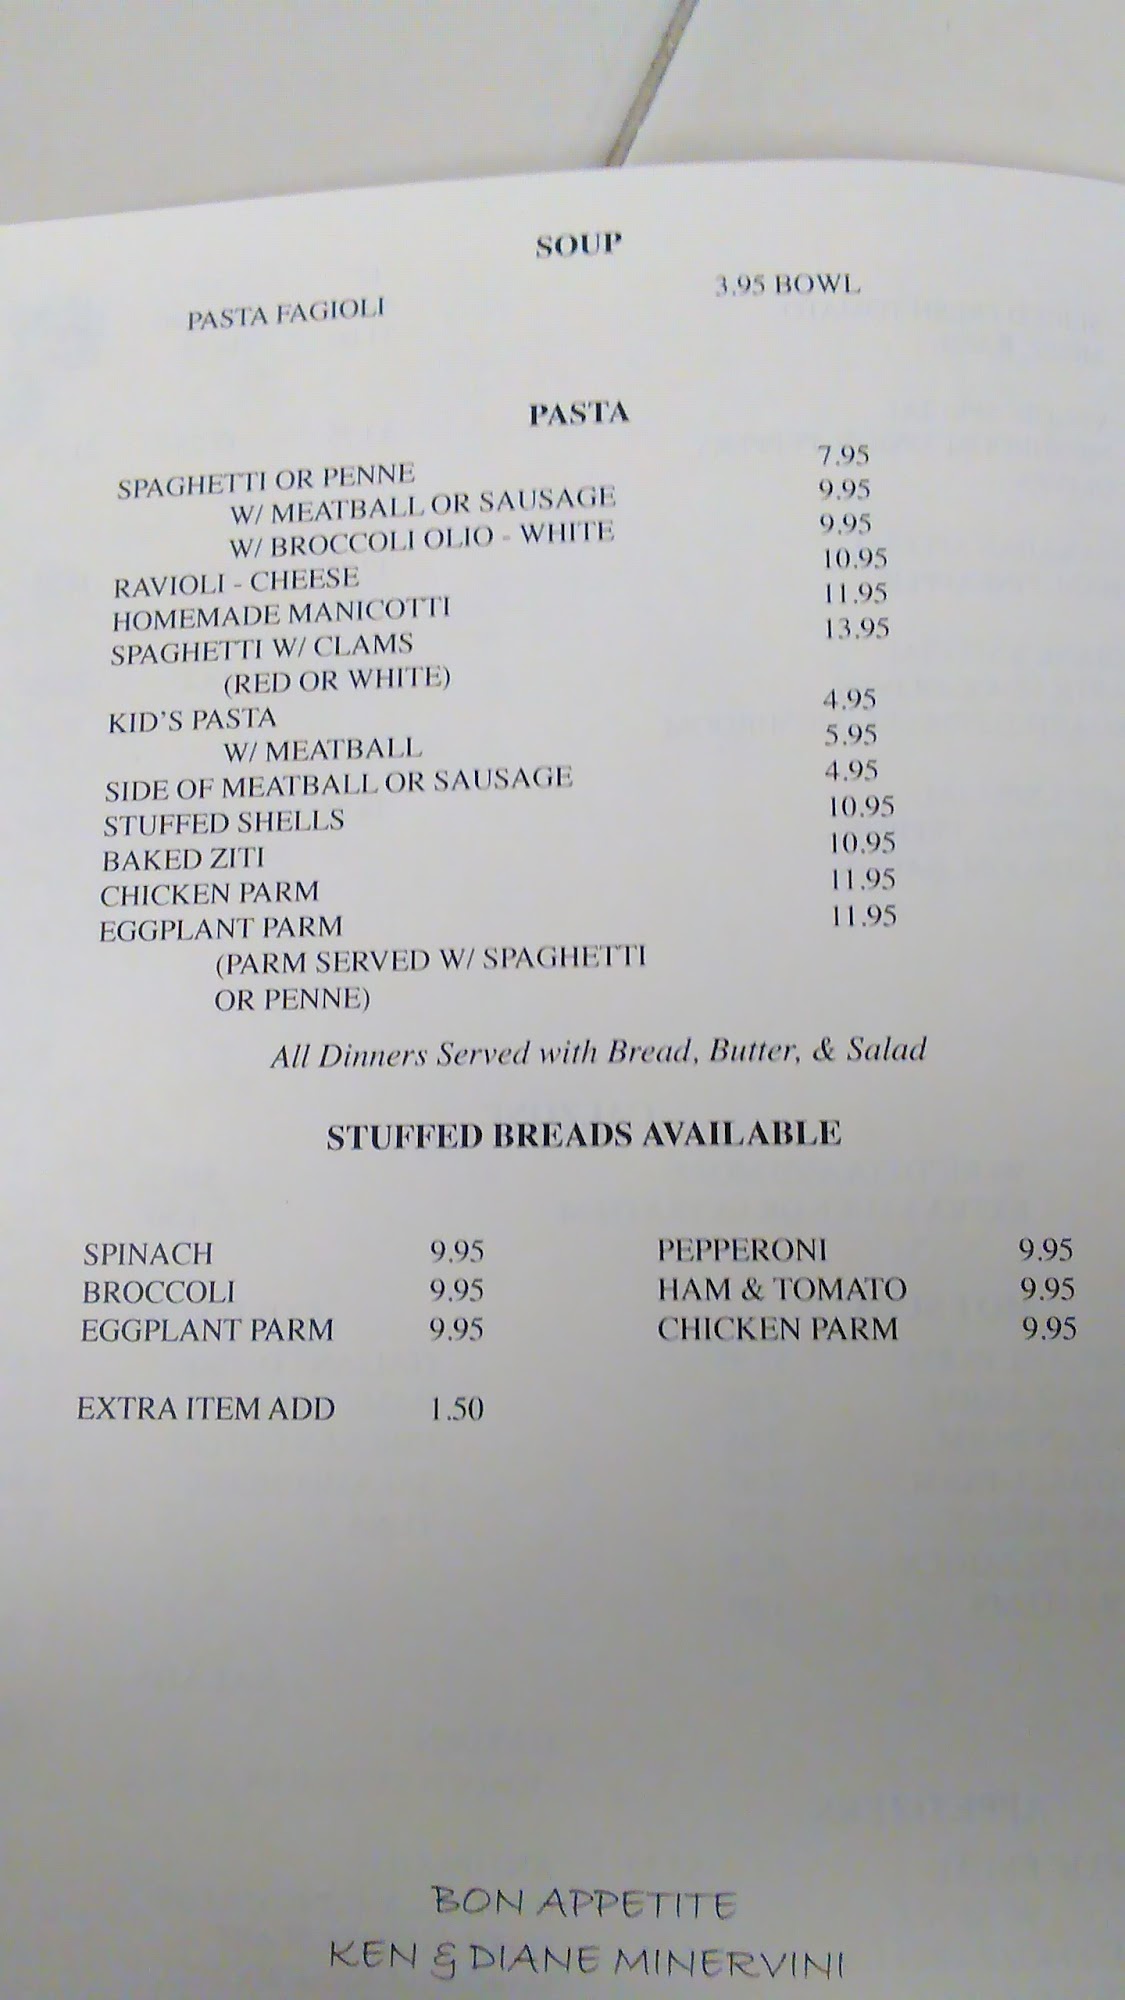 SOUP
PASTA FAGIOLI 3.95 BOWL
PASTA
SPAGHETTI OR PENNE 7.95
W/ MEATBALL OR SAUSAGE 9.95
W/ BROCCOLI OLIO - WHITE 9.95
RAVIOLI - CHEESE 10.95
HOMEMADE MANICOTTI 11.95
SPAGHETTI W/ CLAMS 13.95
(RED OR WHITE)
KID'S PASTA 4.95
W/ MEATBALL 5.95
SIDE OF MEATBALL OR SAUSAGE 4.95
STUFFED SHELLS 10.95
BAKED ZITI 10.95
CHICKEN PARM 11.95
EGGPLANT PARM 11.95
(PARM SERVED W/ SPAGHETTI
OR PENNE)
All Dinners Served with Bread, Butter, & Salad
STUFFED BREADS AVAILABLE
SPINACH 9.95 PEPPERONI 9.95
BROCCOLI 9.95 HAM & TOMATO 9.95
EGGPLANT PARM 9.95 CHICKEN PARM 9.95
EXTRA ITEM ADD 1.50
BON APPETITE
KEN & DIANE MINERVINI